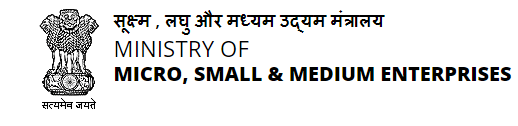 सूक्ष्म , लघु और मध्यम उद्यम मंत्रालय
MINISTRY OF
MICRO, SMALL & MEDIUM ENTERPRISES
सत्यमेव जयते